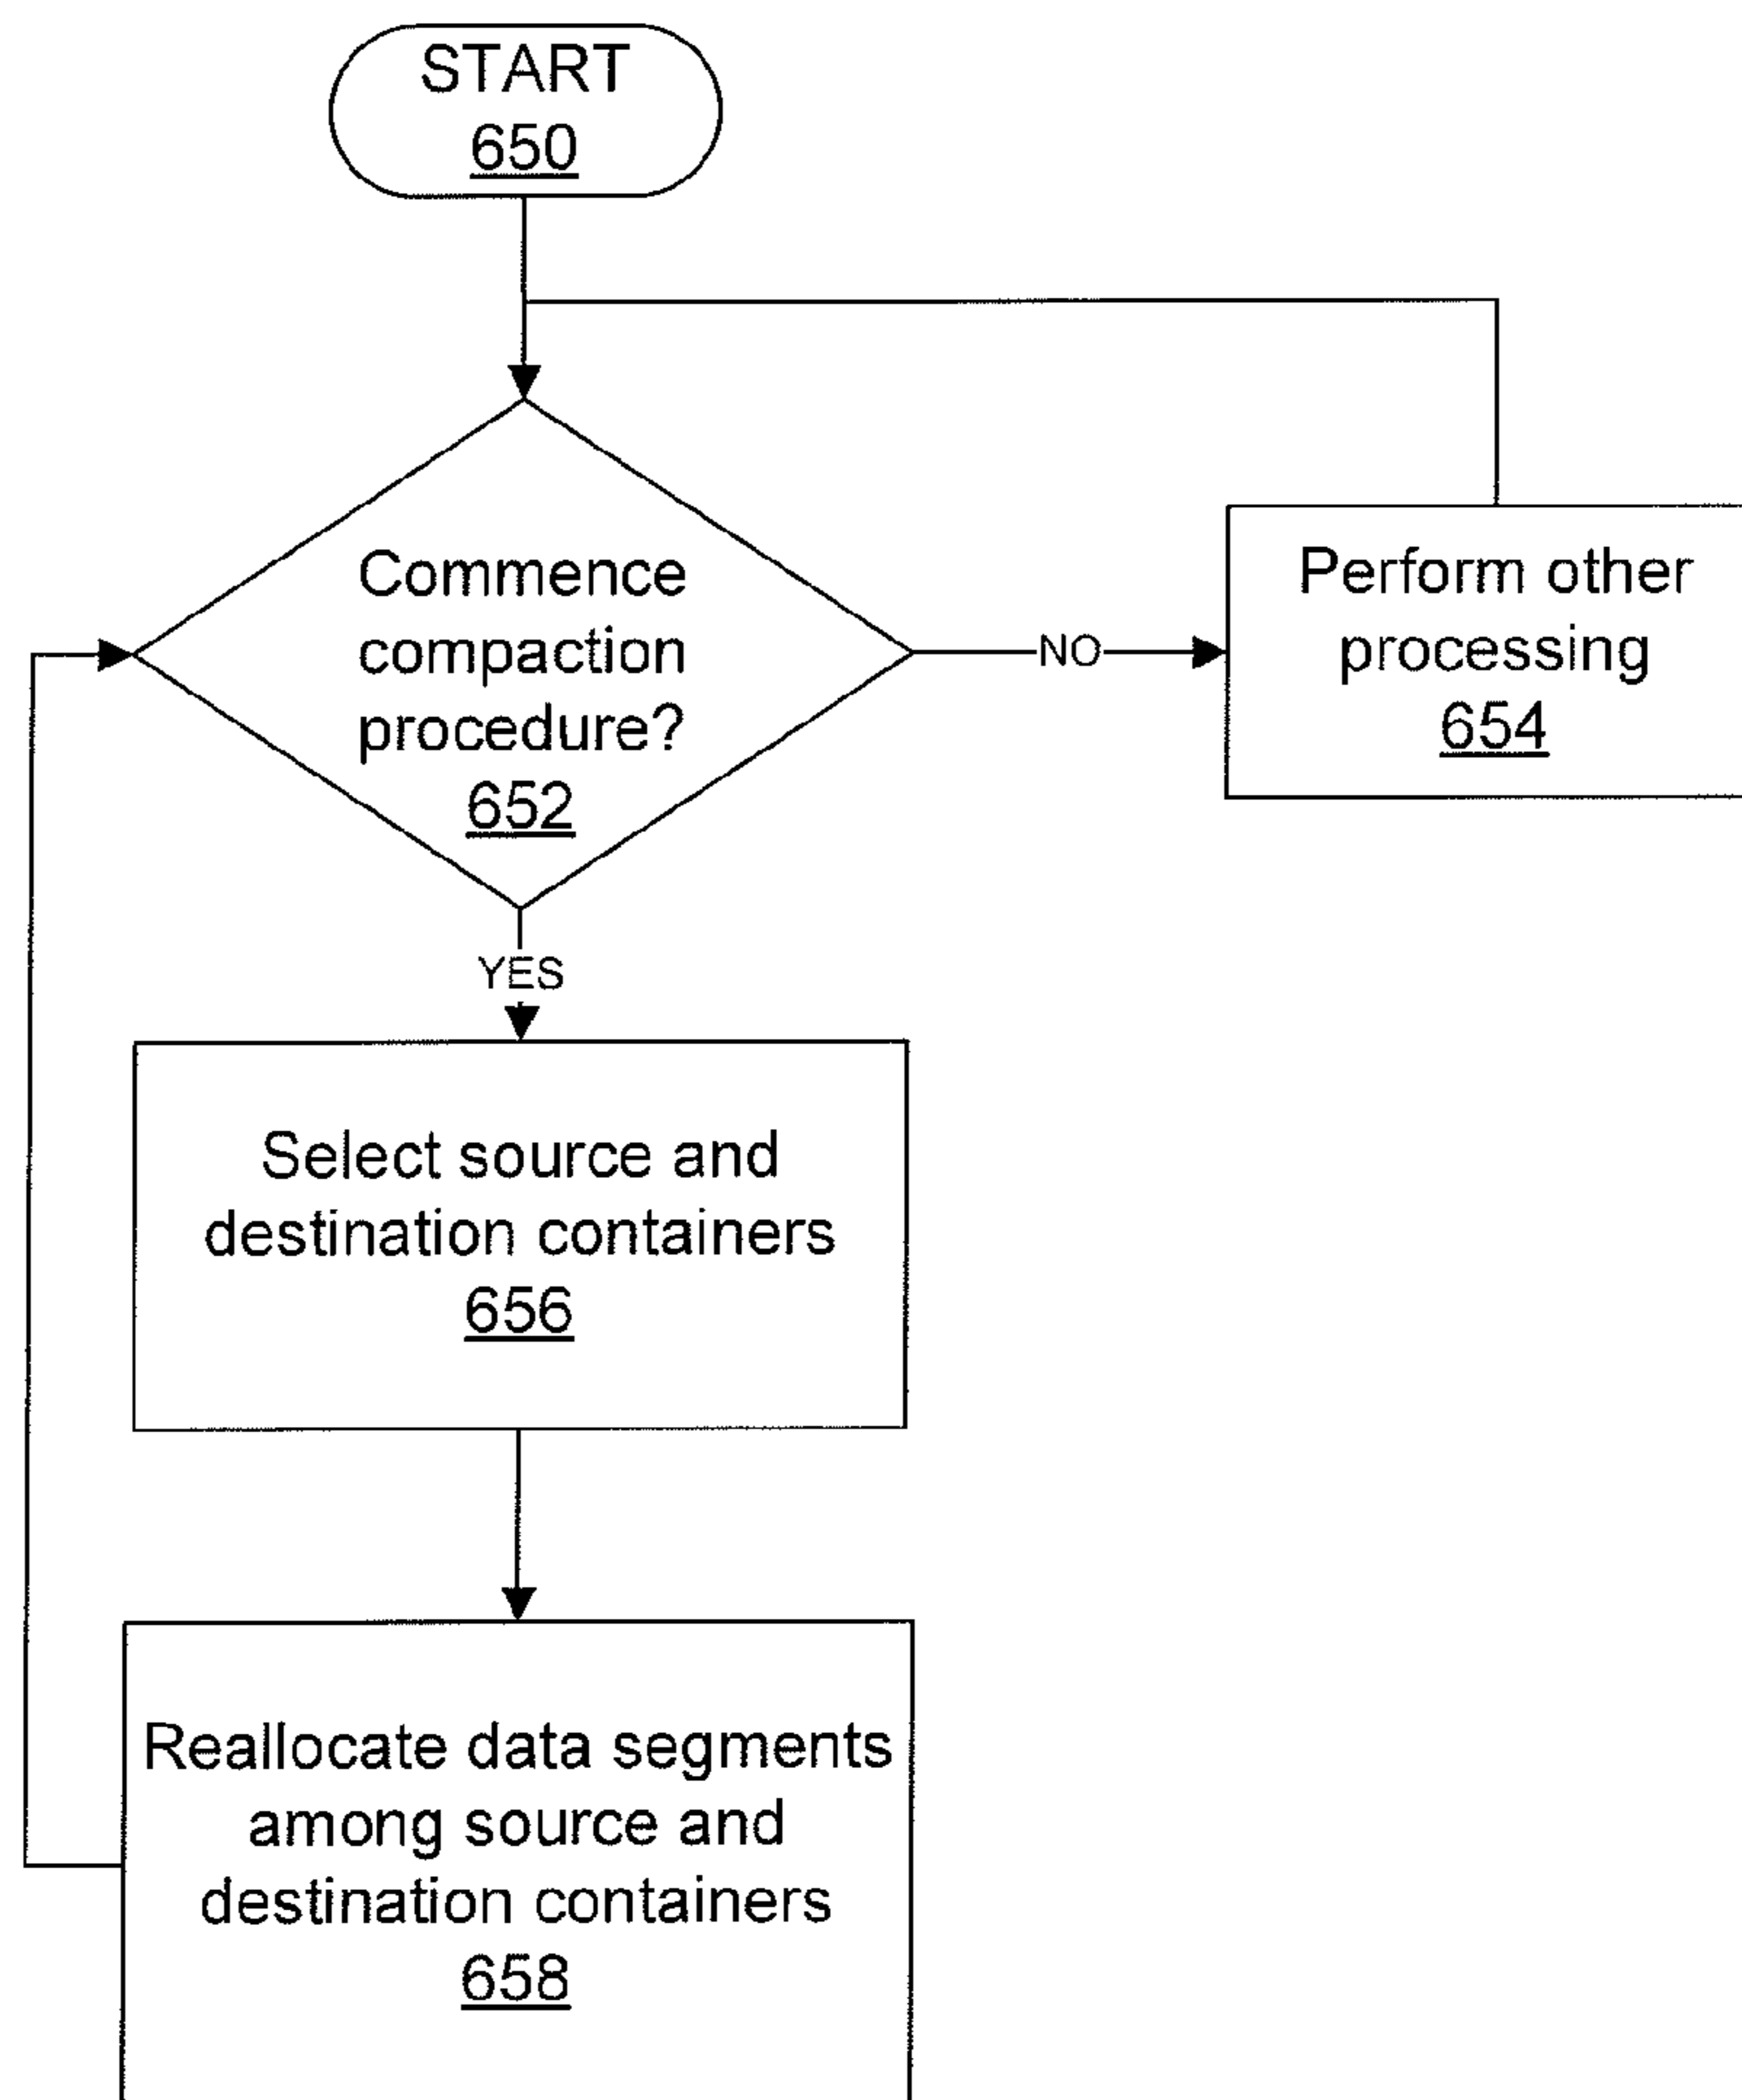 START
650
Commence
compaction
procedure?
652
NO
Perform other
processing
654
YES
Select source and
destination containers
656
Reallocate data segments
among source and
destination containers
658